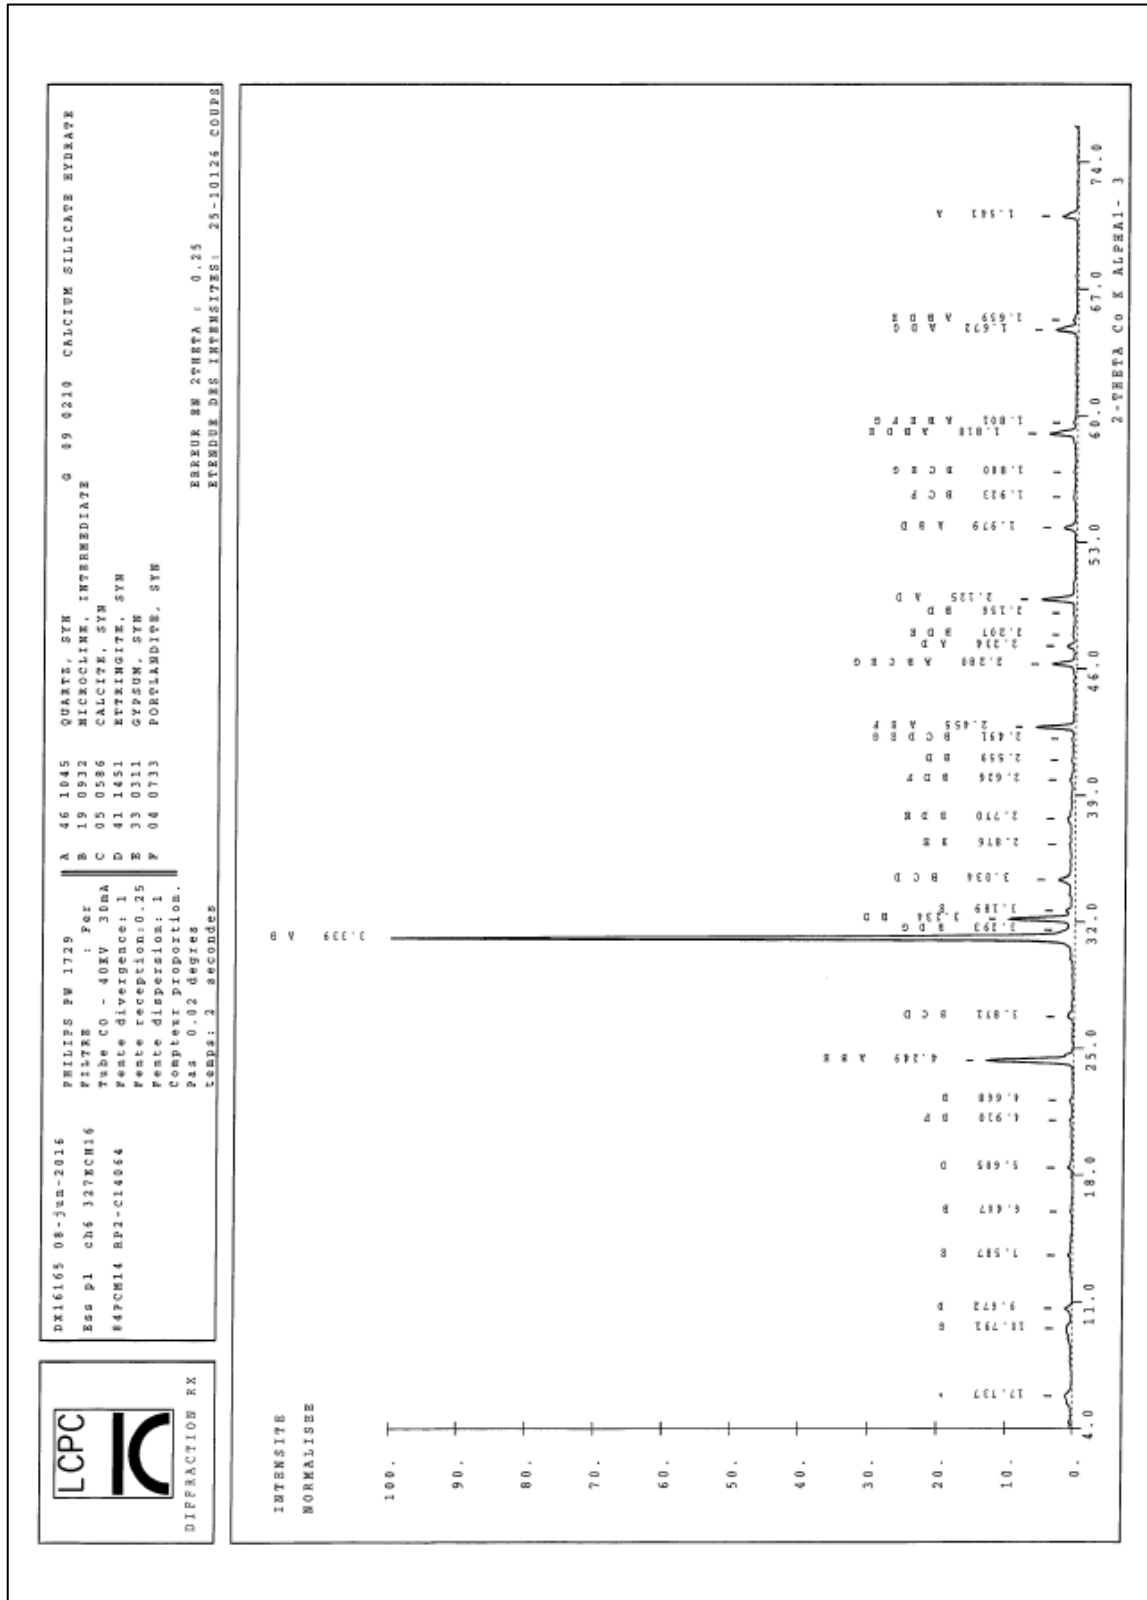 LCPC
DIFFRACTION RX
DX16165 08-jun-2016
Ess p1 ch6 327MCH16
84PCM14 RP2-C14064
PHILIPS PW 1729
FILTRE : Fer
Tube CO - 40KV 30mA
Fente divergence: 1
Fente reception:0.25
Fente dispersion: 1
Compteur proportion.
Pas 0.02 degres
temps: 2 secondes
A 46 1045 QUARTZ, SYN
B 19 0932 MICROCLINE, INTERMEDIATE
C 05 0586 CALCITE, SYN
D 41 1451 ETTRINGITE, SYN
E 33 0311 GYPSUM, SYN
F 04 0733 PORTLANDITE, SYN
G 09 0210 CALCIUM SILICATE HYDRATE
ERREUR EN 2THETA : 0.25
ETENDUE DES INTENSITES: 25-10126 COUPS
INTENSITE
NORMALISEE
100.
90.
80.
70.
60.
50.
40.
30.
20.
10.
0.
17.737 *
10.791
9.672 D
7.587 E
6.487 B
5.605 D
4.910 D F
4.668 D
4.249 A B E
3.871 B C D
3.339 A B
3.293 B D G
3.234 B D
3.189 E
3.034 B C D
2.876 E
2.770 B D E
2.626 B D F
2.559 B D
2.491 B C D E G
2.455 A E F
2.280 A B C E G
2.234 A D
2.207 B D E
2.156 B D
2.125 A D
1.979 A B D
1.923 B C F
1.880 B C E G
1.818 A B D E
1.801 A B E F G
1.672 A D G
1.659 A B D E
1.541 A
4.0
11.0
18.0
25.0
32.0
39.0
46.0
53.0
60.0
67.0
74.0
2-THETA Co K ALPHA1- 3